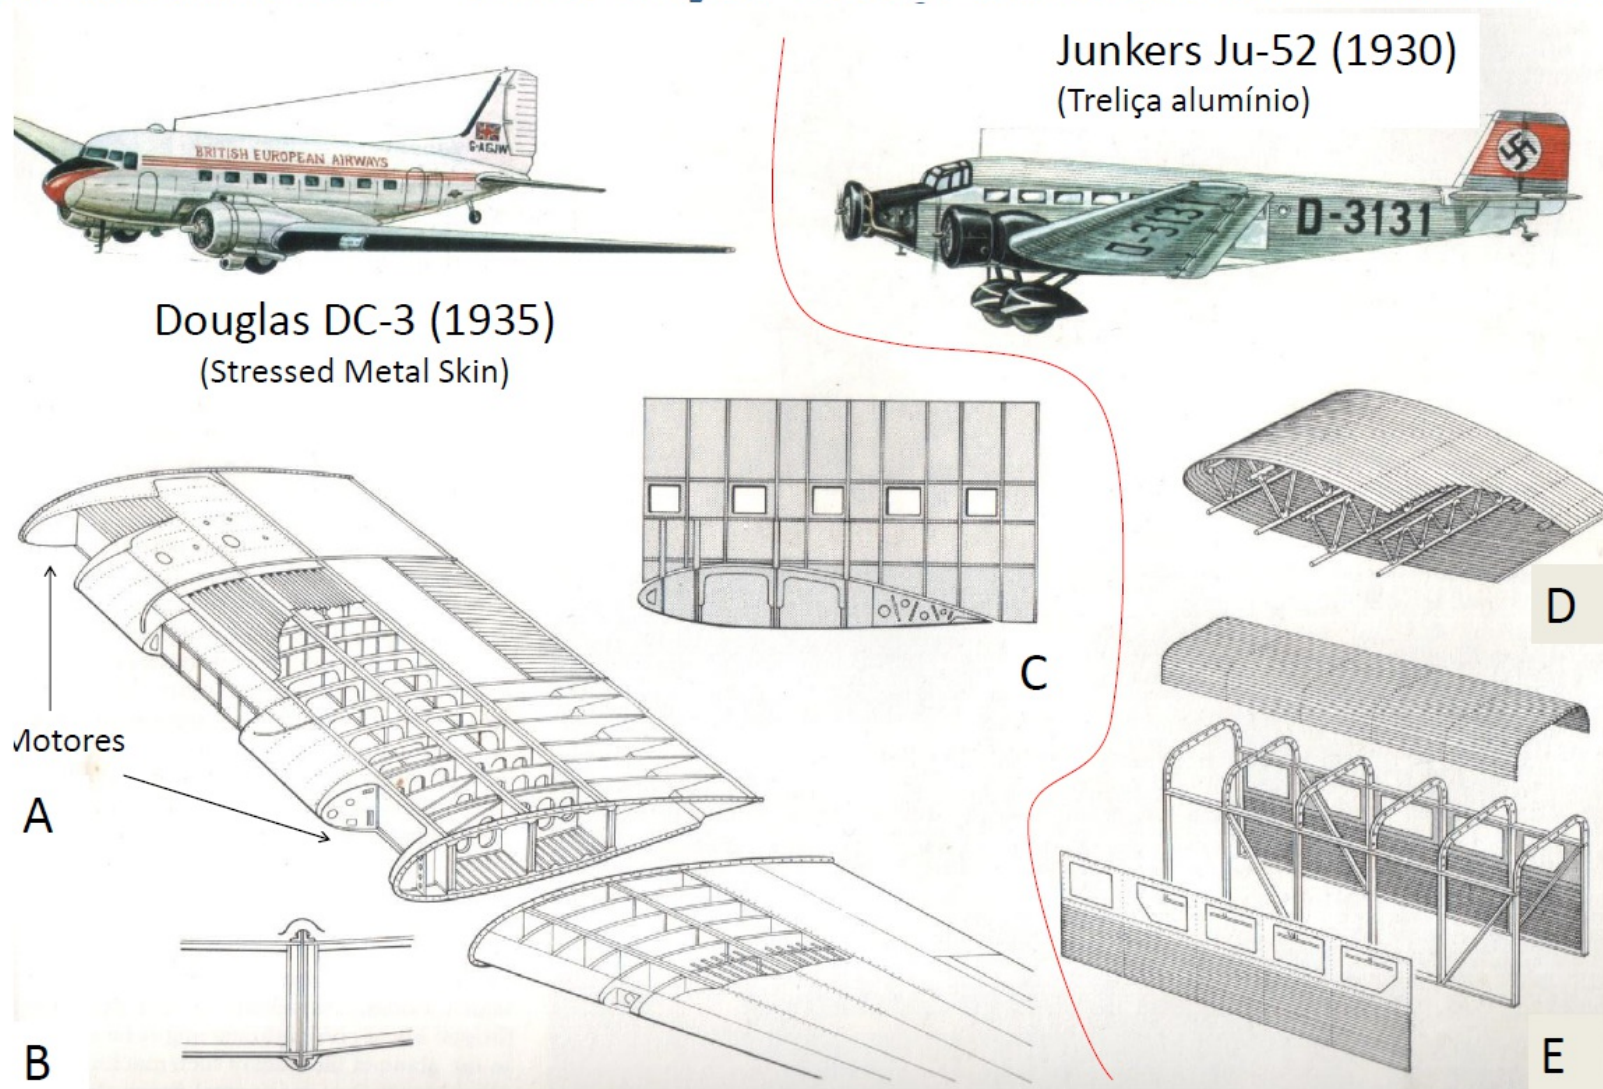 Junkers Ju-52 (1930)
(Treliça alumínio)
BRITISH EUROPEAN AIRWAYS
G-AGJW
D-3131
D-3131
Douglas DC-3 (1935)
(Stressed Metal Skin)
C
D
Motores
A
B
E